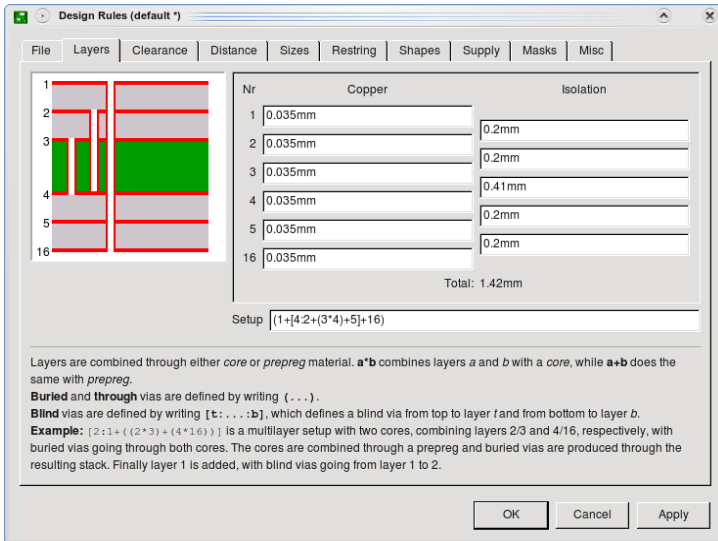 Design Rules (default *)
File Layers Clearance Distance Sizes Restring Shapes Supply Masks Misc
1
2
3
4
5
16
Nr Copper Isolation
1 0.035mm
0.2mm
2 0.035mm
0.2mm
3 0.035mm
0.41mm
4 0.035mm
0.2mm
5 0.035mm
0.2mm
16 0.035mm
Total: 1.42mm
Setup (1+[4:2+(3*4)+5]+16)
Layers are combined through either core or prepreg material. a*b combines layers a and b with a core, while a+b does the
same with prepreg.
Buried and through vias are defined by writing (...).
Blind vias are defined by writing [t:...:b], which defines a blind via from top to layer t and from bottom to layer b.
Example: [2:1+((2*3)+(4*16))] is a multilayer setup with two cores, combining layers 2/3 and 4/16, respectively, with
buried vias going through both cores. The cores are combined through a prepreg and buried vias are produced through the
resulting stack. Finally layer 1 is added, with blind vias going from layer 1 to 2.
OK Cancel Apply